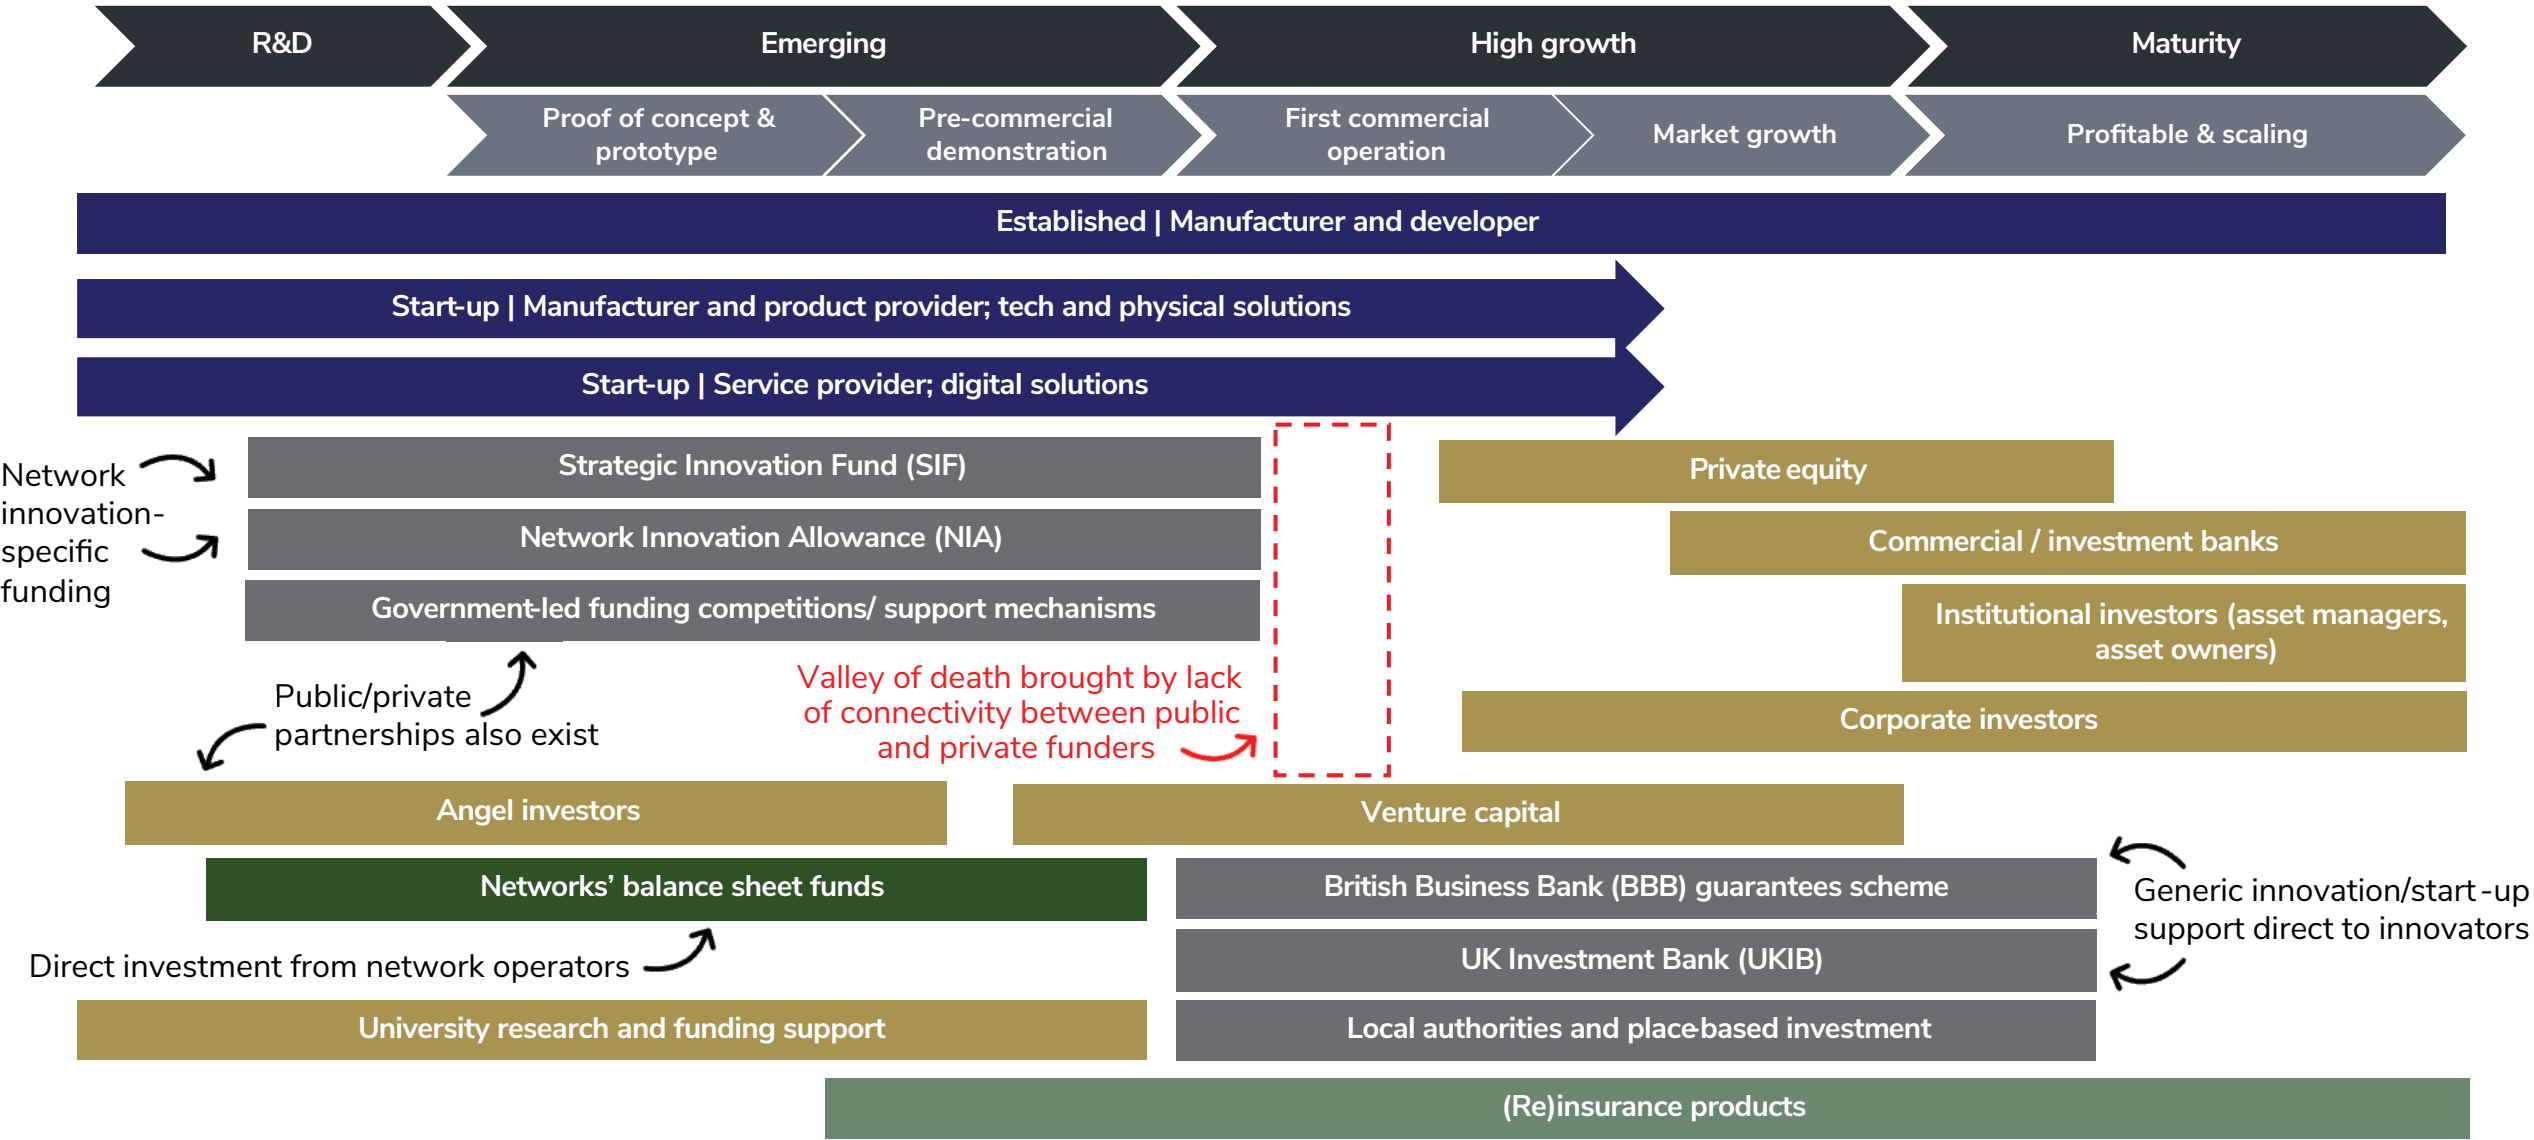 R&D
Emerging
High growth
Maturity
Proof of concept &
prototype
Pre-commercial
demonstration
First commercial
operation
Market growth
Profitable & scaling
Established | Manufacturer and developer
Start-up | Manufacturer and product provider; tech and physical solutions
Start-up | Service provider; digital solutions
Network
innovation-
specific
funding
Strategic Innovation Fund (SIF)
Network Innovation Allowance (NIA)
Government-led funding competitions/ support mechanisms
Private equity
Commercial / investment banks
Institutional investors (asset managers,
asset owners)
Corporate investors
Public/private
partnerships also exist
Valley of death brought by lack
of connectivity between public
and private funders
Angel investors
Venture capital
Networks’ balance sheet funds
British Business Bank (BBB) guarantees scheme
Generic innovation/start-up
support direct to innovators
Direct investment from network operators
UK Investment Bank (UKIB)
University research and funding support
Local authorities and place-based investment
(Re)insurance products